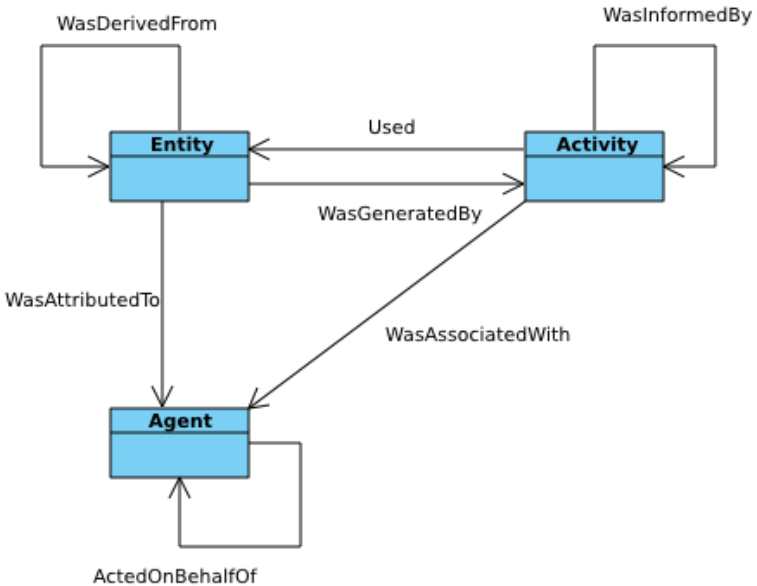 WasInformedBy
WasDerivedFrom
Used
Entity
Activity
WasGeneratedBy
WasAttributedTo
WasAssociatedWith
Agent
ActedOnBehalfOf